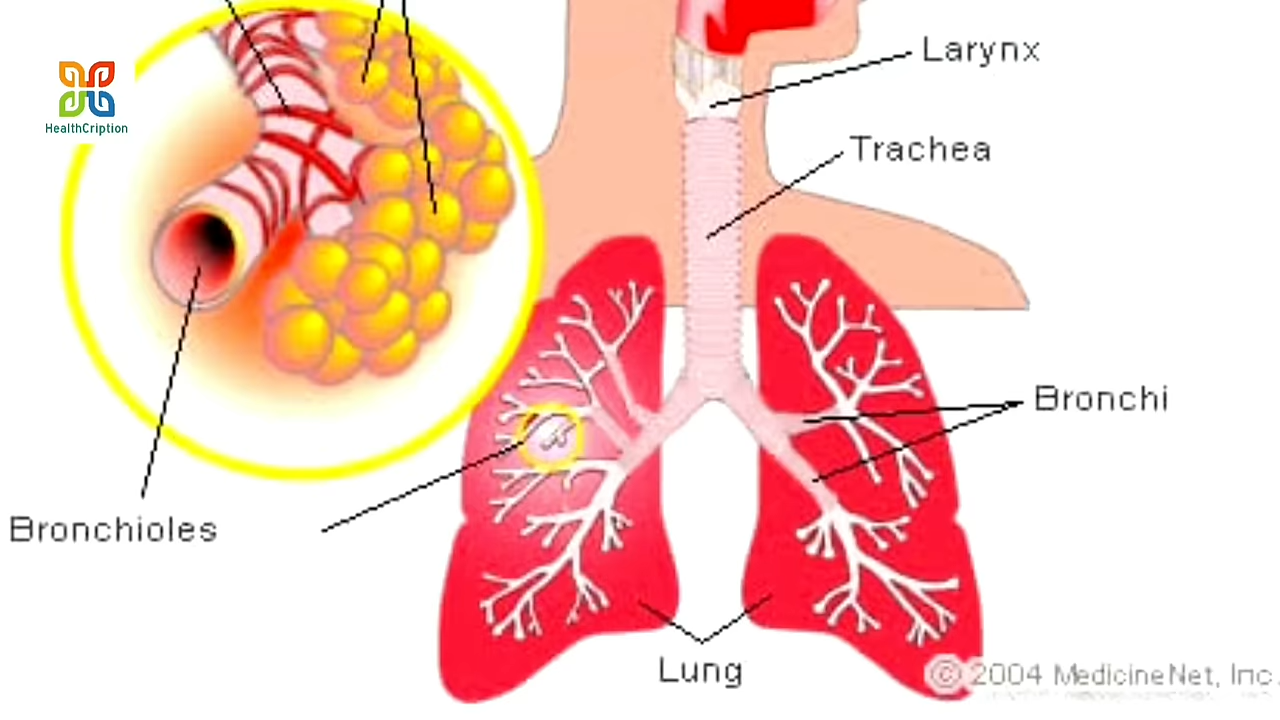 Larynx
HealthCription
Trachea
Bronchi
Bronchioles
Lung
© 2004 MedicineNet, Inc.